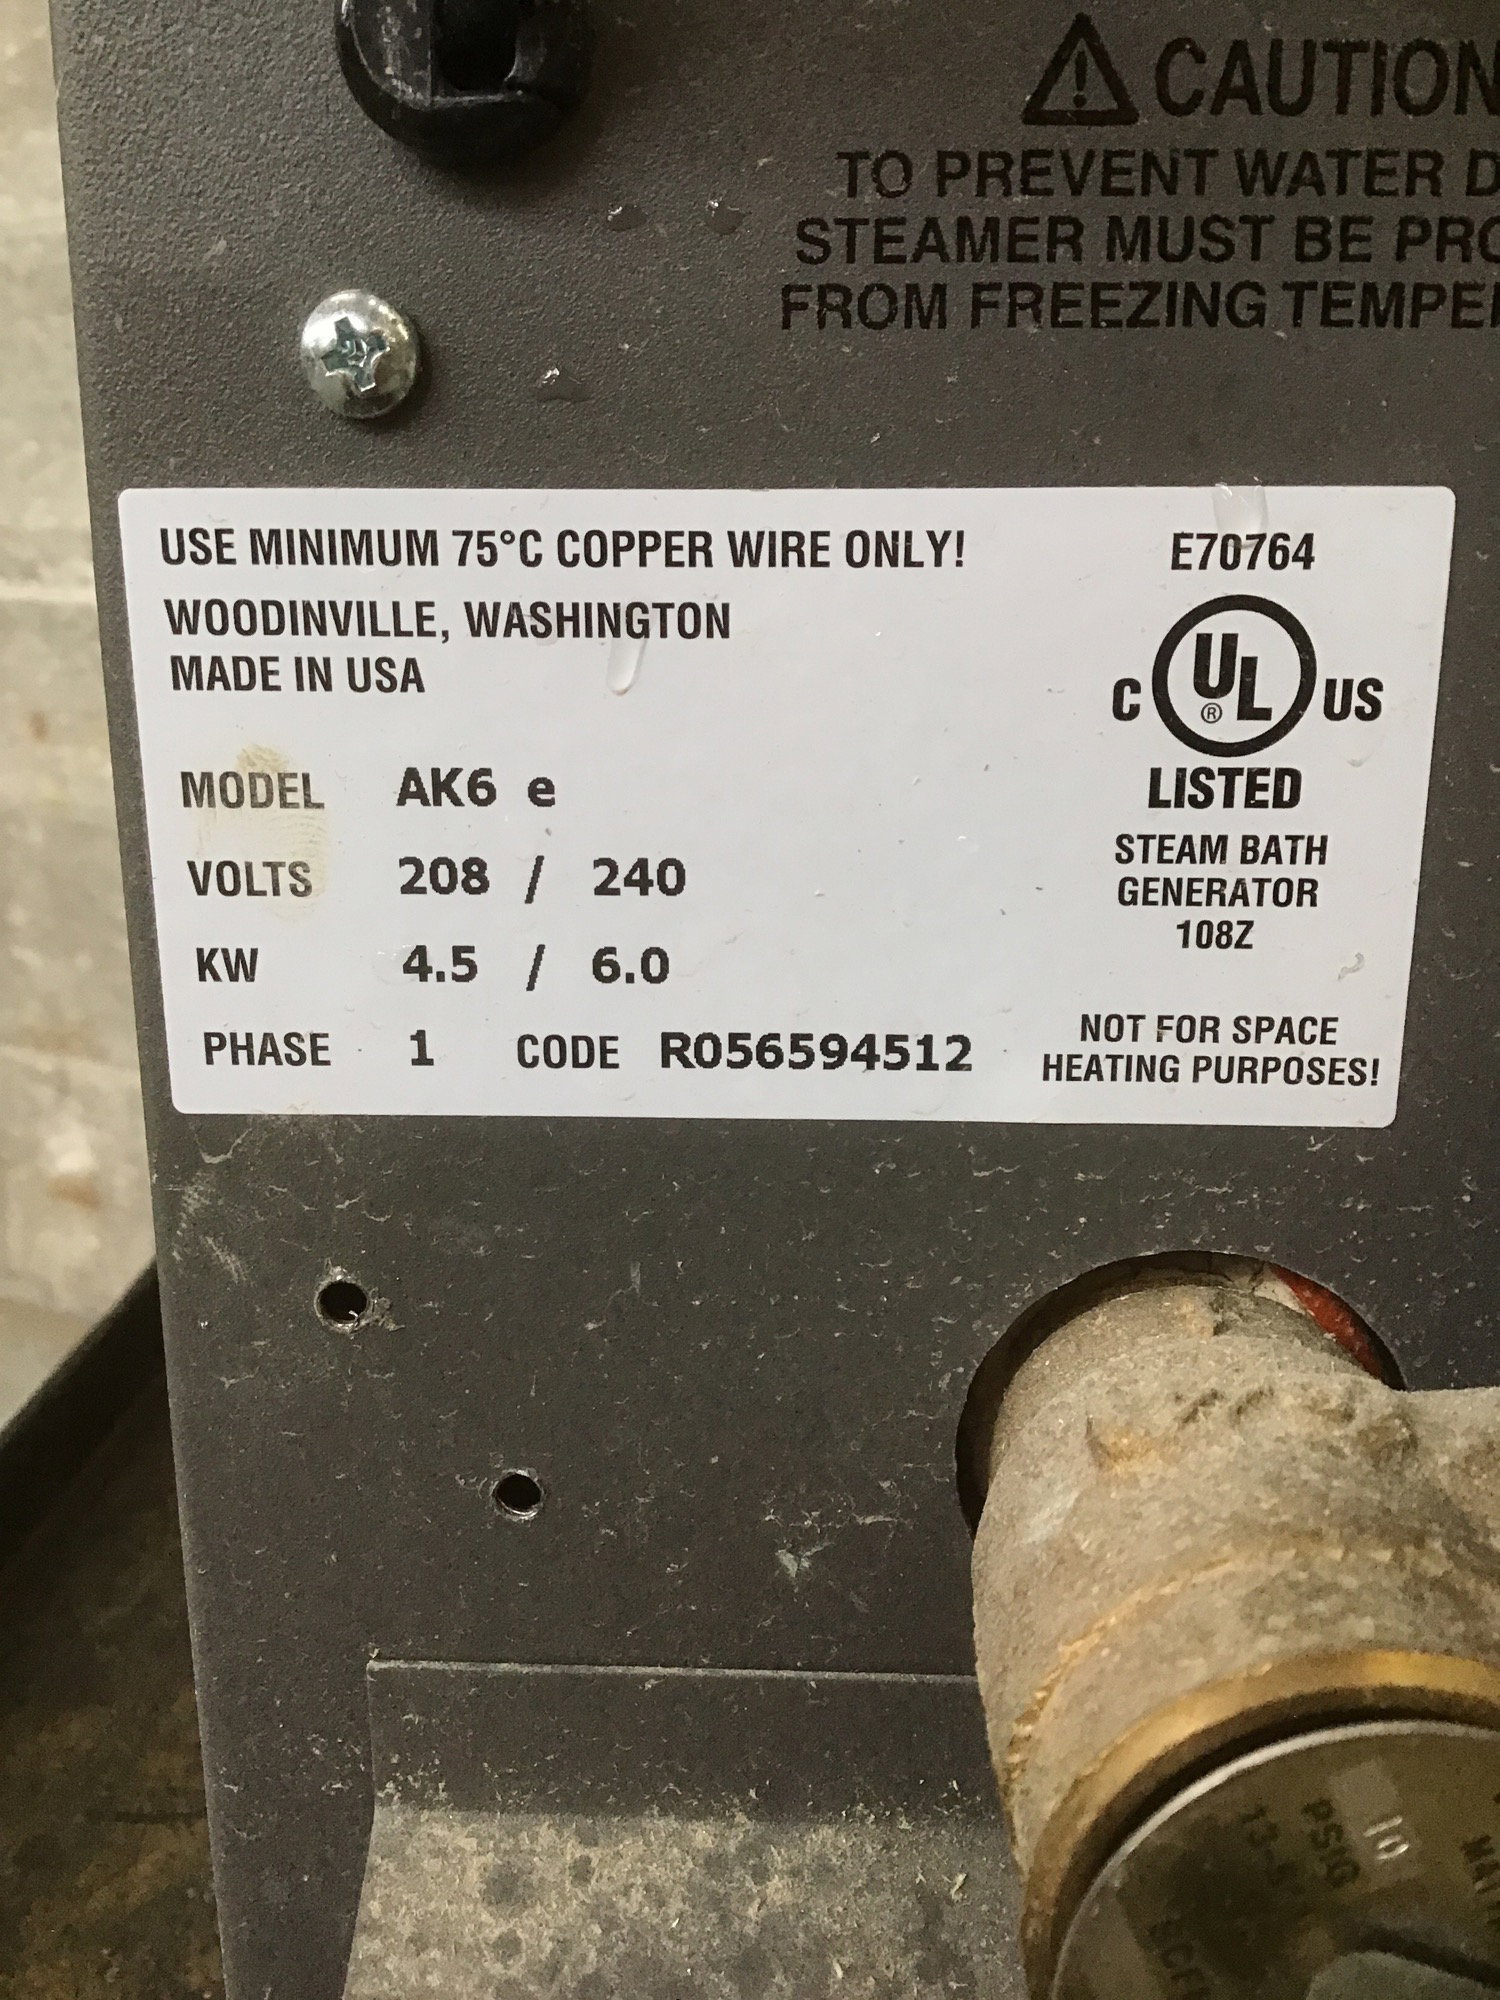 CAUTION
TO PREVENT WATER
STEAMER MUST BE
FROM FREEZING
USE MINIMUM 75°C COPPER WIRE ONLY!
WOODINVILLE, WASHINGTON
MADE IN USA
MODEL AK6 e
VOLTS 208 / 240
KW 4.5 / 6.0
PHASE 1 CODE R056594512
E70764
C UL ® US
LISTED
STEAM BATH
GENERATOR
108Z
NOT FOR SPACE
HEATING PURPOSES!
10
PSIG